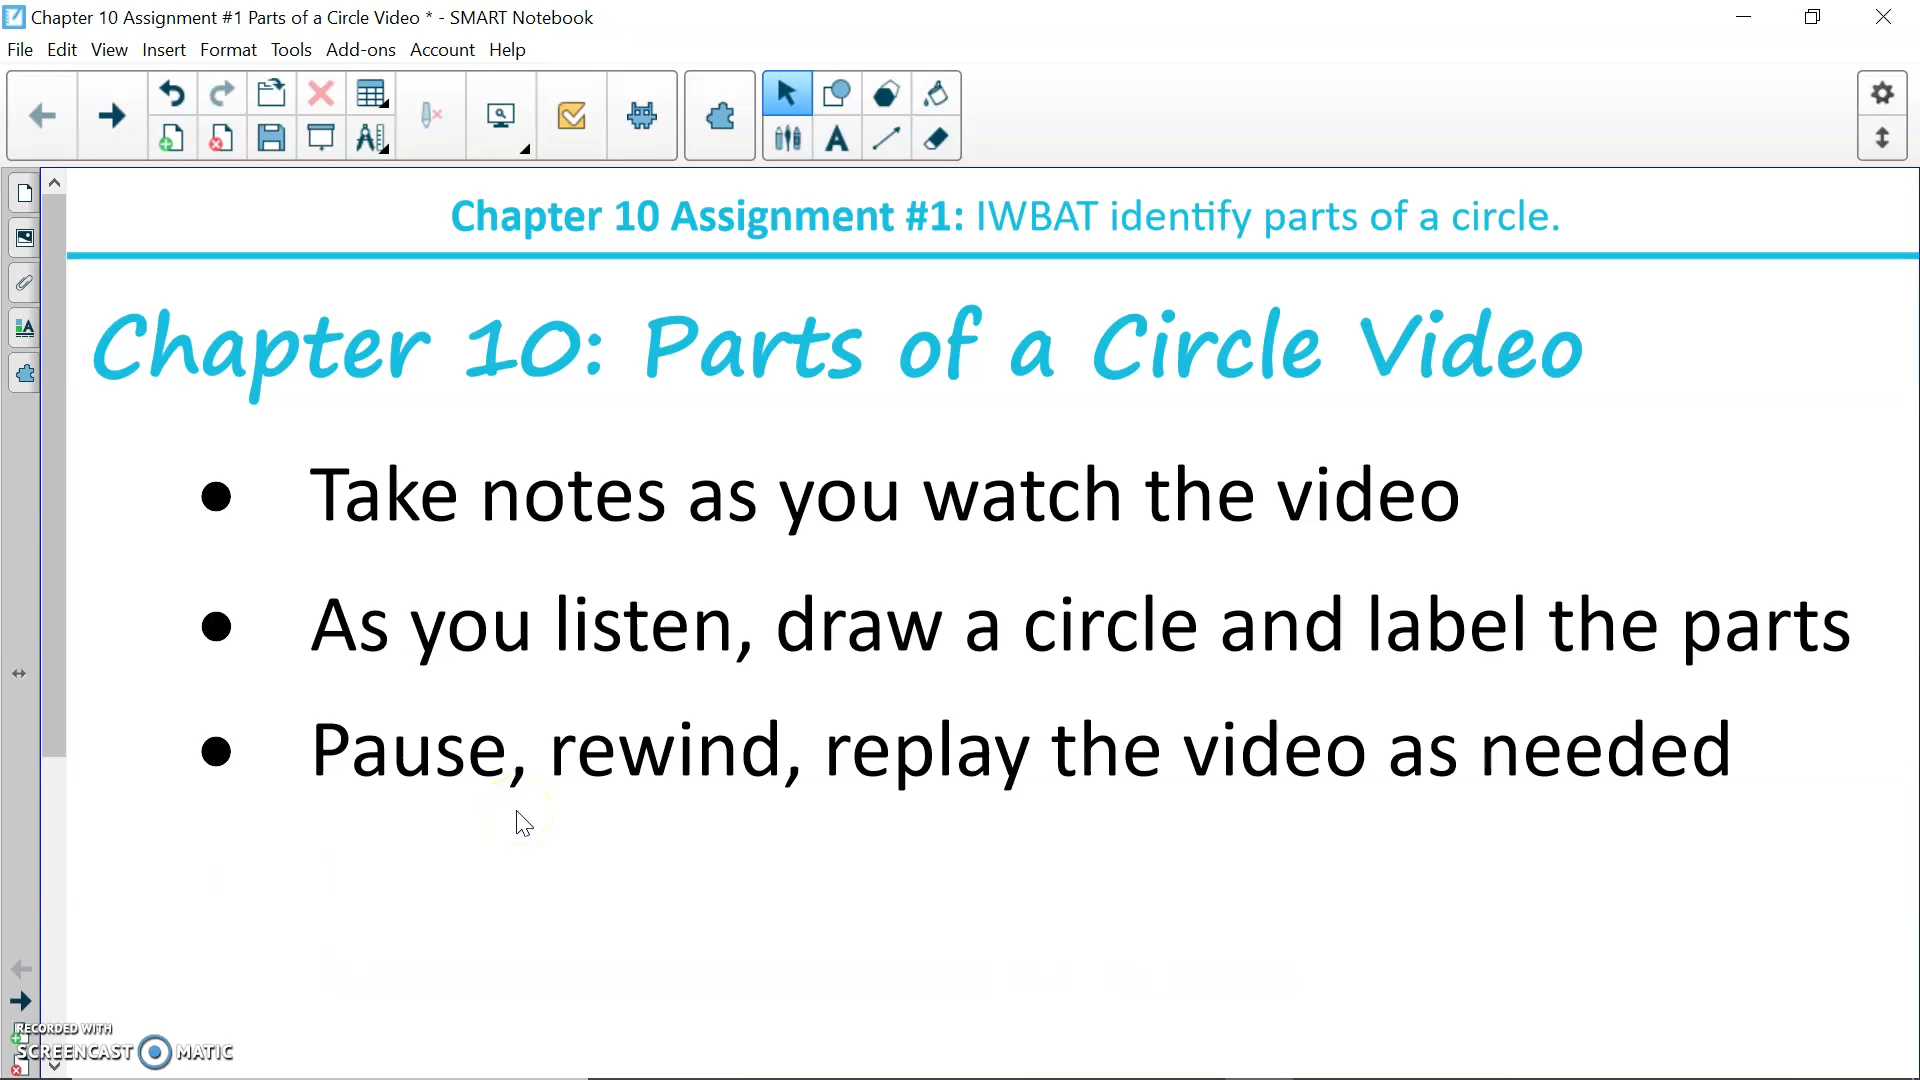 Chapter 10 Assignment #1 Parts of a Circle Video * - SMART Notebook
File Edit View Insert Format Tools Add-ons Account Help
Chapter 10 Assignment #1: IWBAT identify parts of a circle.
Chapter 10: Parts of a Circle Video
• Take notes as you watch the video
• As you listen, draw a circle and label the parts
• Pause, rewind, replay the video as needed
RECORDED WITH
SCREENCAST MATIC